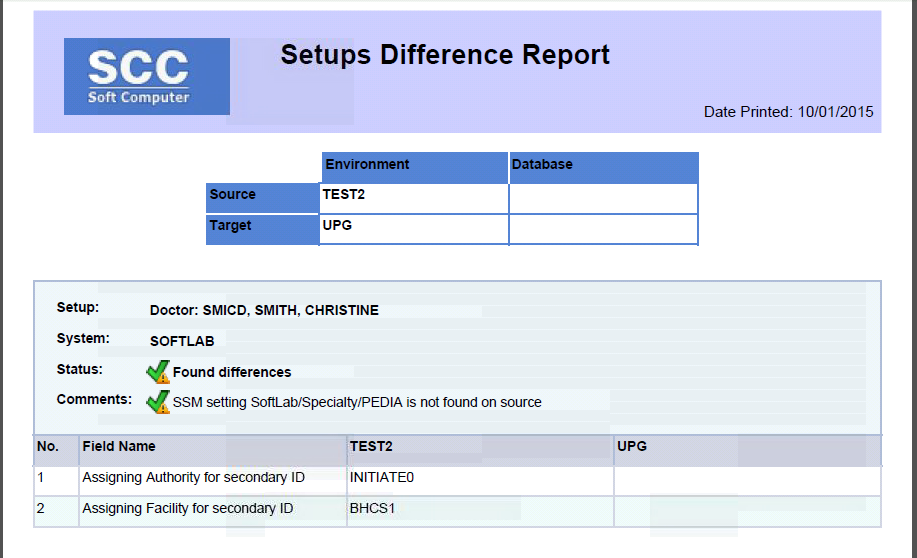 SCC
Soft Computer
Setups Difference Report
Date Printed: 10/01/2015
Environment Database
Source TEST2
Target UPG
Setup: Doctor: SMICD, SMITH, CHRISTINE
System: SOFTLAB
Status: Found differences
Comments: SSM setting SoftLab/Specialty/PEDIA is not found on source
No. Field Name TEST2 UPG
1 Assigning Authority for secondary ID INITIATE0
2 Assigning Facility for secondary ID BHCS1